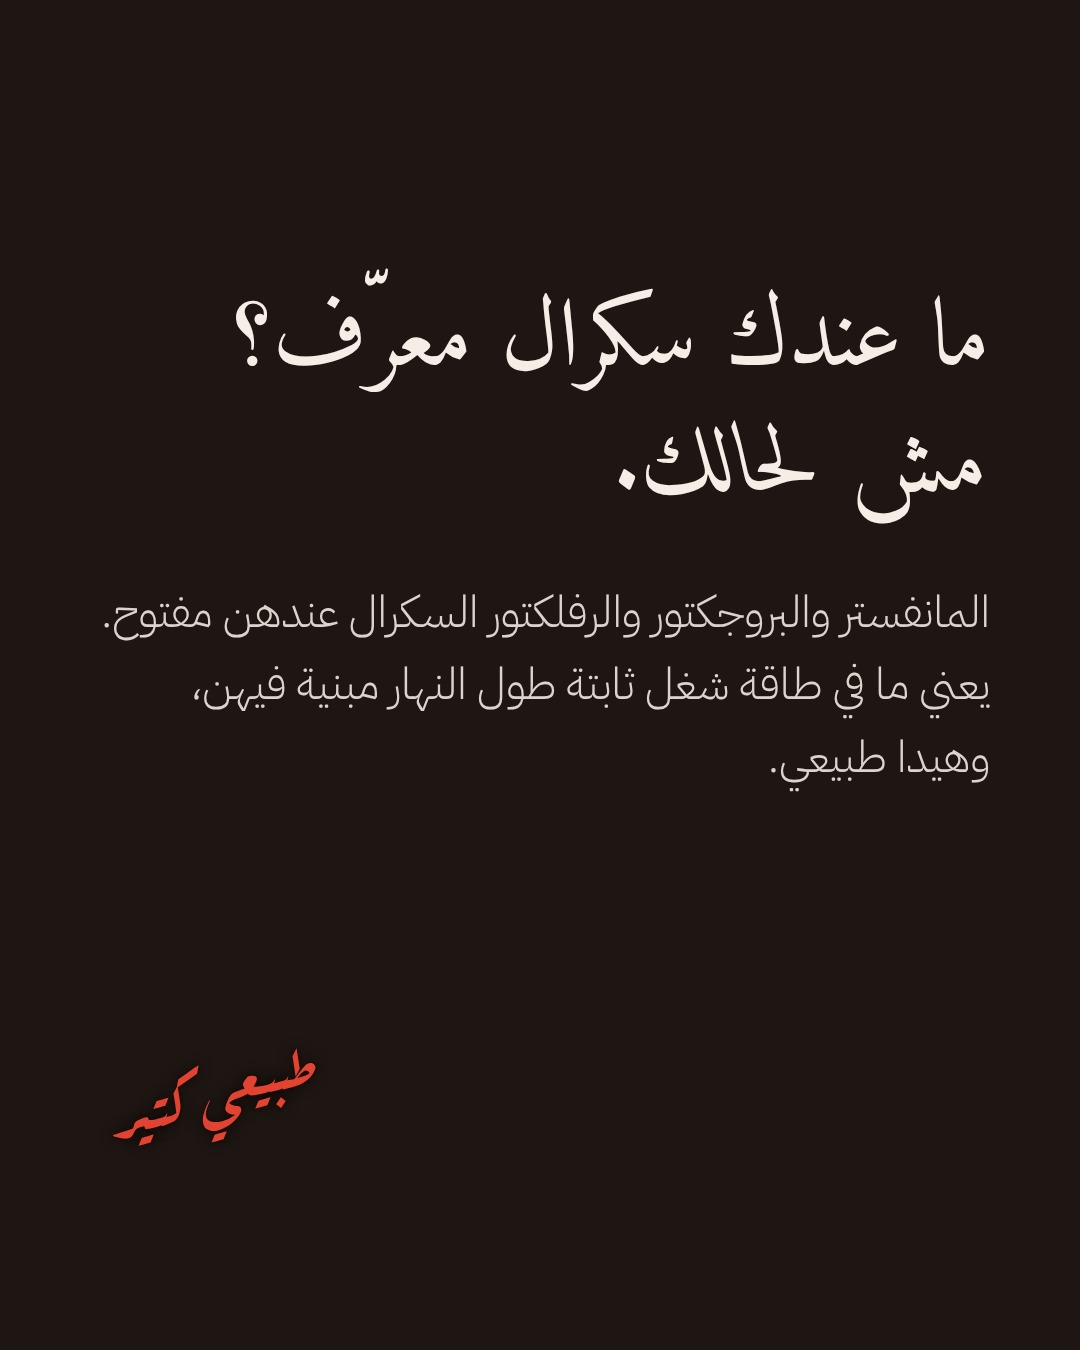 ما عندك سكرال معرّف؟
مش لحالك.
المانفستر والبروجكتور والرفلكتور السكرال عندهن مفتوح.
يعني ما في طاقة شغل ثابتة طول النهار مبنية فيهن،
وهيدا طبيعي.
طبيعي كتير